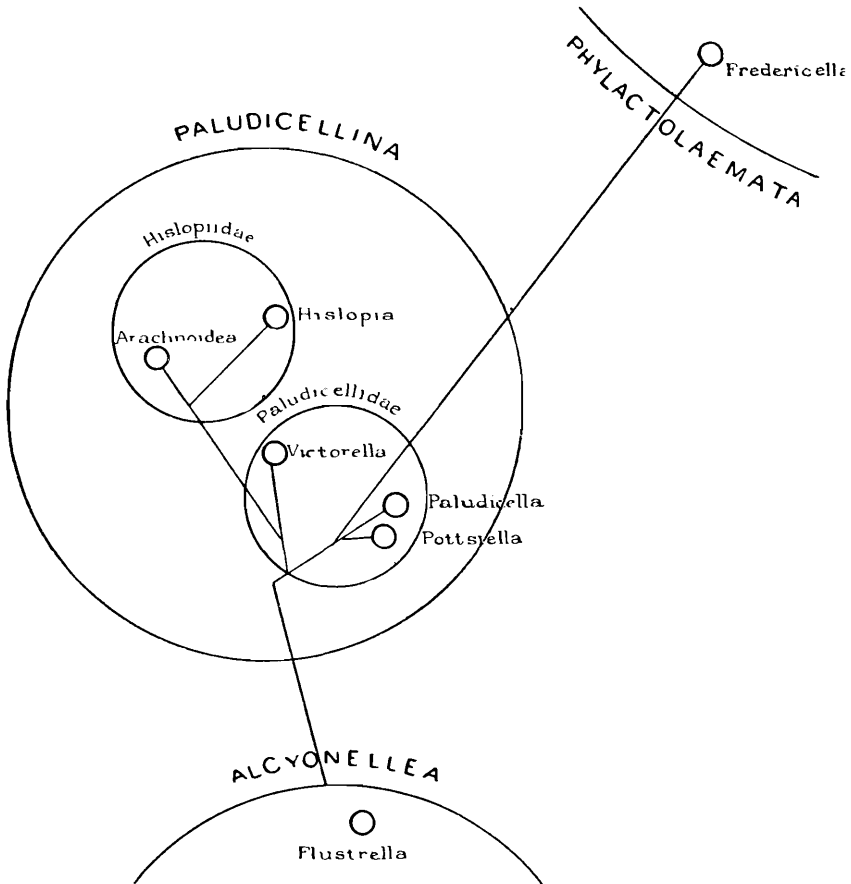 Fredericella
PHYLACTOLAEMATA
PALUDICELLINA
Hislopiidae
Hislopia
Arachnoidea
Paludicellidae
Victorella
Paludicella
Pottsiella
ALCYONELLEA
Flustrella